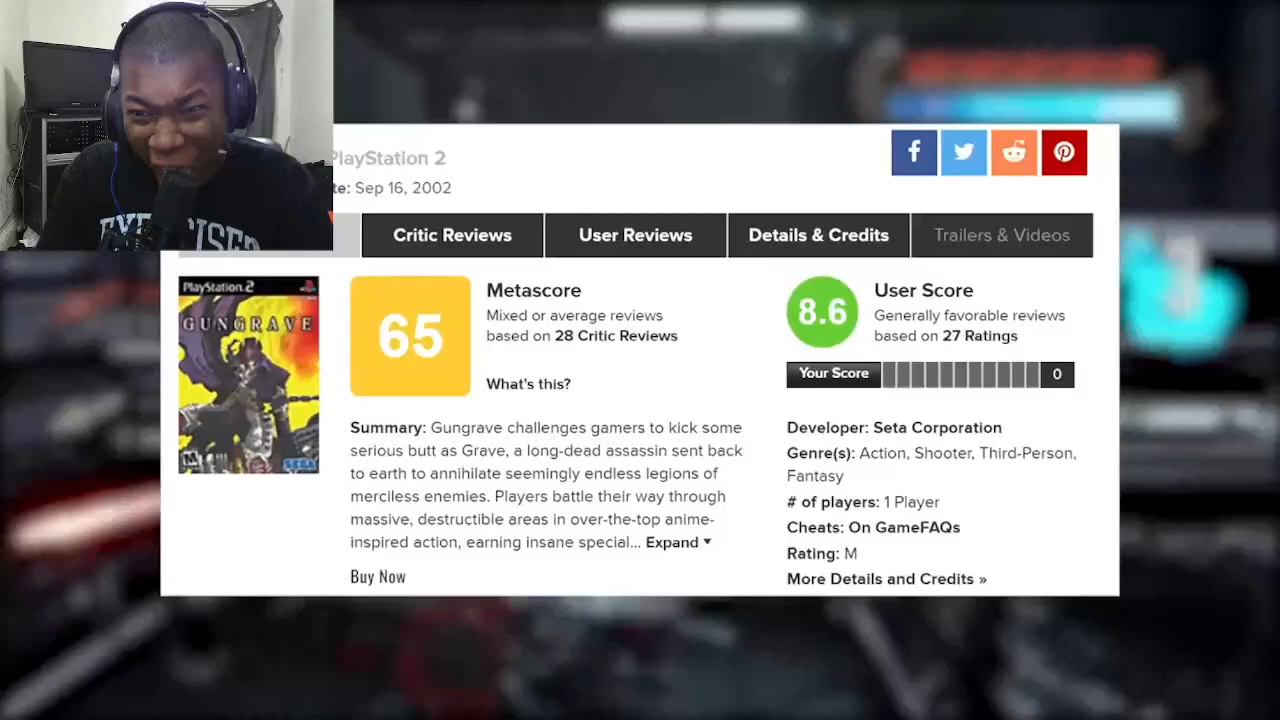 PlayStation 2
te: Sep 16, 2002
Critic Reviews
User Reviews
Details & Credits
Trailers & Videos
PlayStation.2
GUNGRAVE
M
SEGA
65
Metascore
Mixed or average reviews
based on 28 Critic Reviews
What's this?
8.6
User Score
Generally favorable reviews
based on 27 Ratings
Your Score
0
Summary: Gungrave challenges gamers to kick some
serious butt as Grave, a long-dead assassin sent back
to earth to annihilate seemingly endless legions of
merciless enemies. Players battle their way through
massive, destructible areas in over-the-top anime-
inspired action, earning insane special... Expand
Buy Now
Developer: Seta Corporation
Genre(s): Action, Shooter, Third-Person,
Fantasy
# of players: 1 Player
Cheats: On GameFAQs
Rating: M
More Details and Credits »